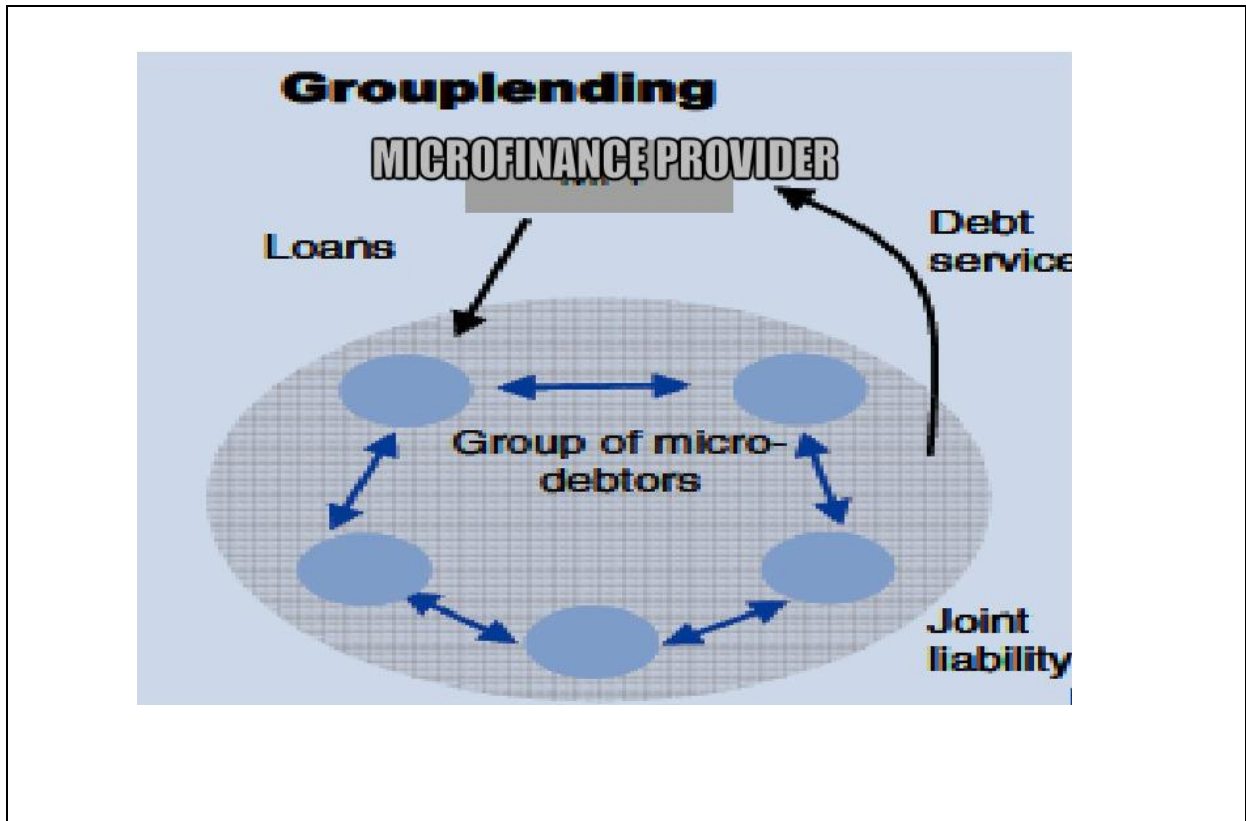 Grouplending
MICROFINANCE PROVIDER
Loans
Debt
service
Group of micro-
debtors
Joint
liability